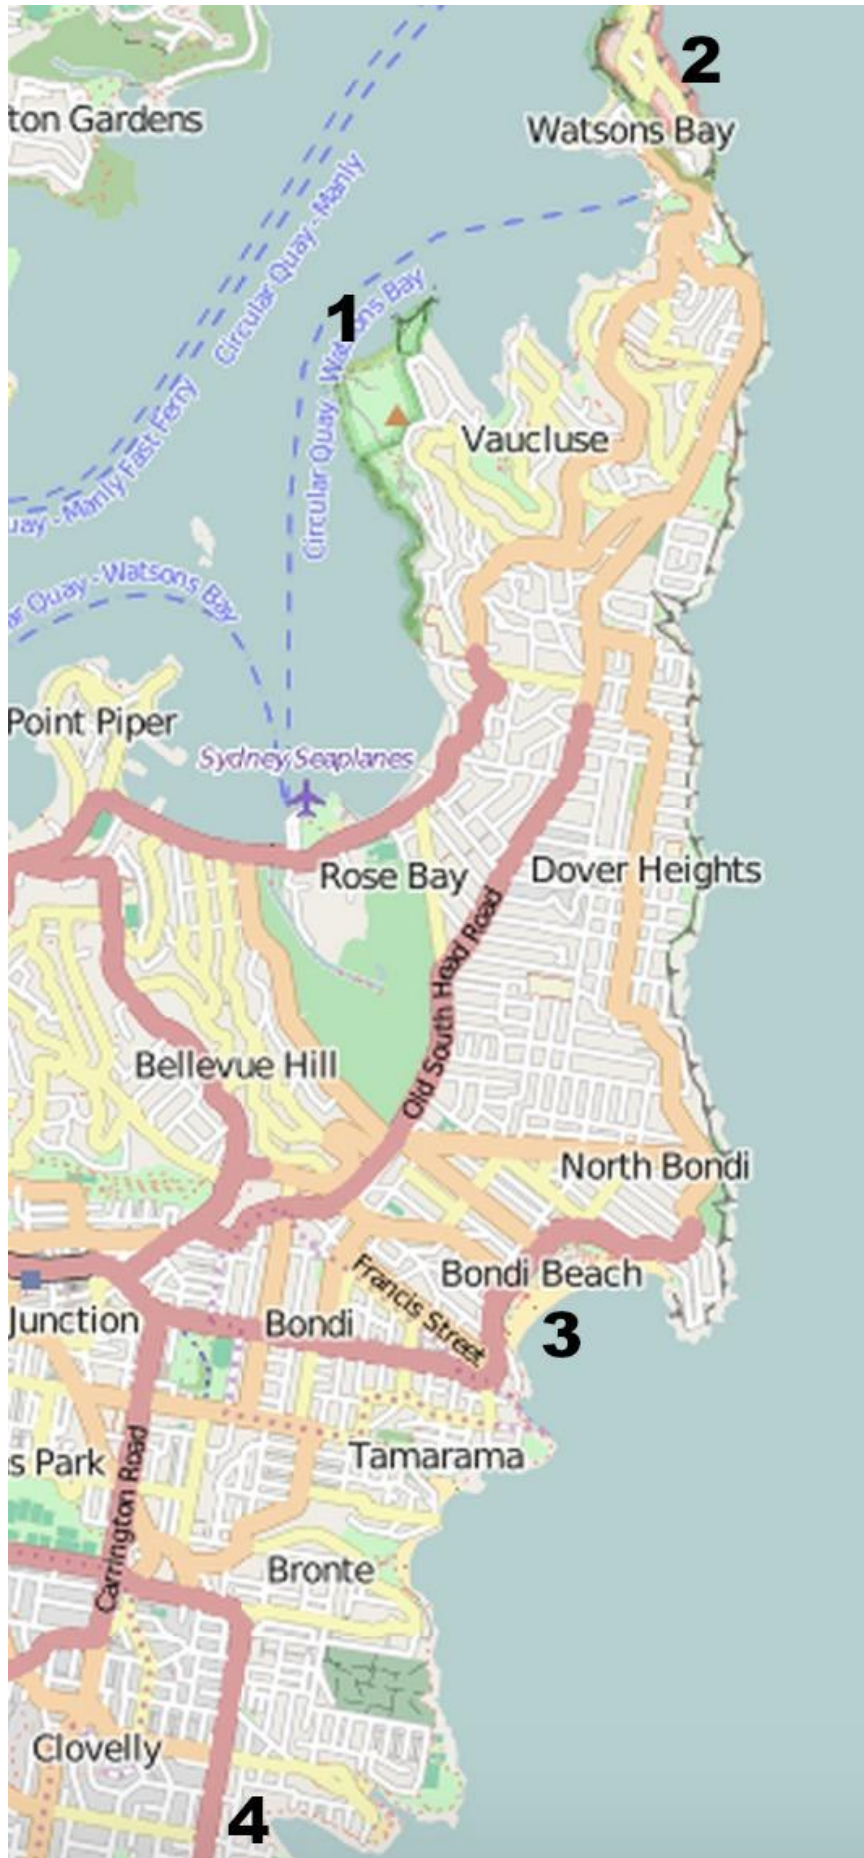 2
ton Gardens
Watsons Bay
Circular Quay - Manly
1
Circular Quay - Watsons Bay
uay - Manly Fast Ferry
Vaucluse
ar Quay - Watsons Bay
Point Piper
Sydney Seaplanes
Rose Bay
Dover Heights
Old South Head Road
Bellevue Hill
North Bondi
Francis Street
Bondi Beach
Junction
Bondi
3
s Park
Tamarama
Carrington Road
Bronte
Clovelly
4